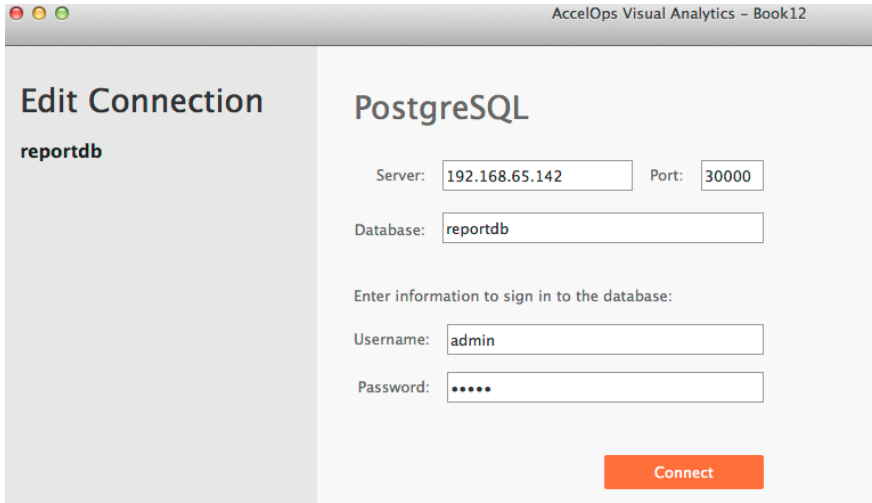 AccelOps Visual Analytics – Book12
Edit Connection
reportdb
PostgreSQL
Server: 192.168.65.142 Port: 30000
Database: reportdb
Enter information to sign in to the database:
Username: admin
Password: •••••
Connect